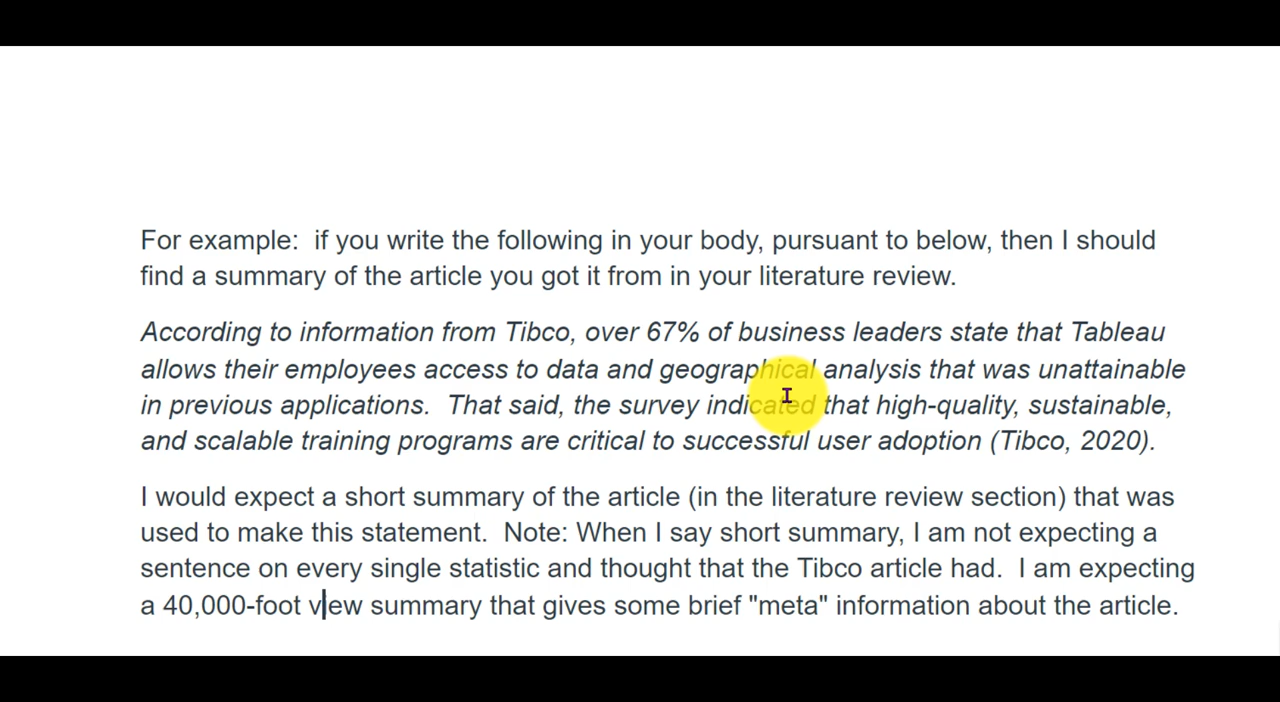 For example:  if you write the following in your body, pursuant to below, then I should
find a summary of the article you got it from in your literature review.
According to information from Tibco, over 67% of business leaders state that Tableau
allows their employees access to data and geographical analysis that was unattainable
in previous applications.  That said, the survey indicated that high-quality, sustainable,
and scalable training programs are critical to successful user adoption (Tibco, 2020).
I would expect a short summary of the article (in the literature review section) that was
used to make this statement.  Note: When I say short summary, I am not expecting a
sentence on every single statistic and thought that the Tibco article had.  I am expecting
a 40,000-foot view summary that gives some brief "meta" information about the article.